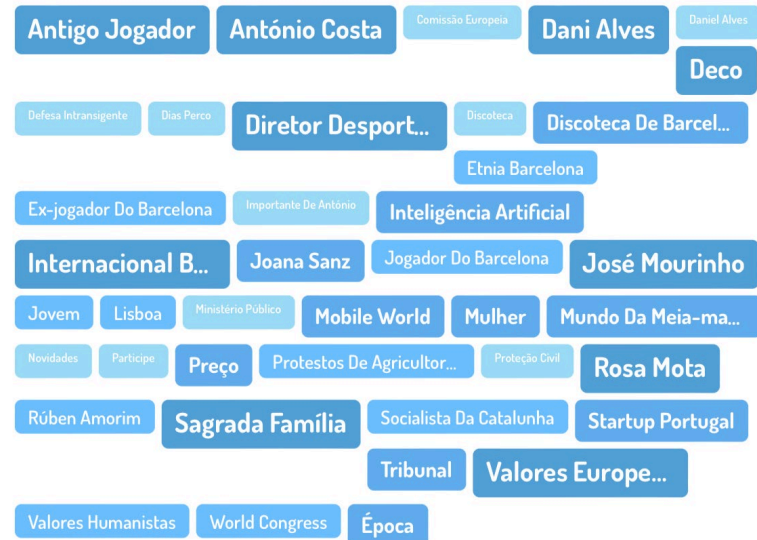 Antigo Jogador António Costa Comissão Europeia Dani Alves Daniel Alves
Deco
Defesa Intransigente Dias Perco Diretor Desport... Discoteca Discoteca De Barcel...
Etnia Barcelona
Ex-jogador Do Barcelona Importante De António Inteligência Artificial
Internacional B... Joana Sanz Jogador Do Barcelona José Mourinho
Jovem Lisboa Ministério Público Mobile World Mulher Mundo Da Meia-ma...
Novidades Participe Preço Protestos De Agricultor... Proteção Civil Rosa Mota
Rúben Amorim Sagrada Família Socialista Da Catalunha Startup Portugal
Tribunal Valores Europe...
Valores Humanistas World Congress Época